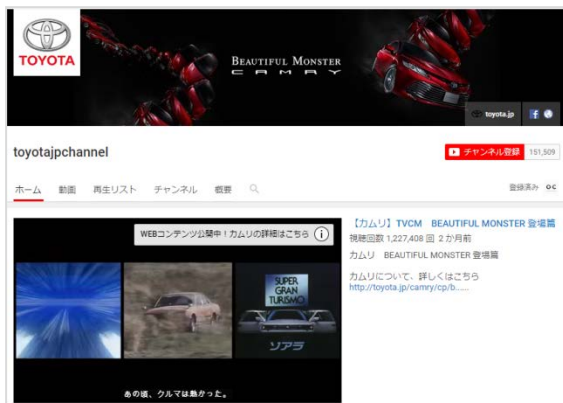 TOYOTA
BEAUTIFUL MONSTER
CAMRY
toyota.jp
toyotajpchannel
チャンネル登録 151,509
ホーム 動画 再生リスト チャンネル 概要
登録済み
WEBコンテンツ公開中！カムリの詳細はこちら
SUPER
GRAN
TURISMO
ソアラ
あの頃、クルマは熱かった。
【カムリ】TVCM BEAUTIFUL MONSTER 登場篇
視聴回数 1,227,408 回 2 か月前
カムリ BEAUTIFUL MONSTER 登場篇
カムリについて、詳しくはこちら
http://toyota.jp/camry/cp/b......